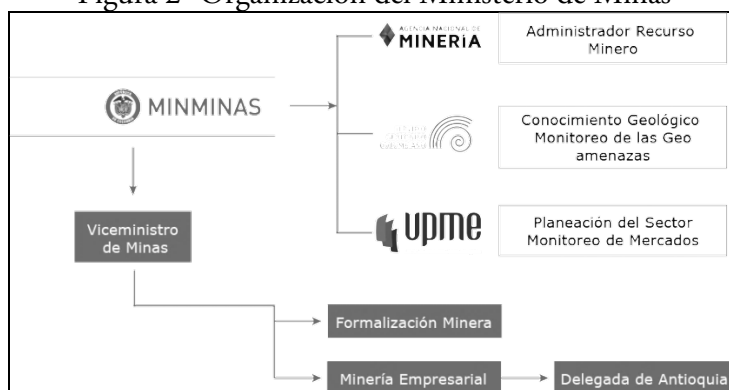 Figura 2- Organización del Ministerio de Minas
AGENCIA NACIONAL DE
MINERÍA
Administrador Recurso
Minero
MINMINAS
Conocimiento Geológico
Monitoreo de las Geo
amenazas
upme
Planeación del Sector
Monitoreo de Mercados
Viceministro
de Minas
Formalización Minera
Minería Empresarial
Delegada de Antioquia